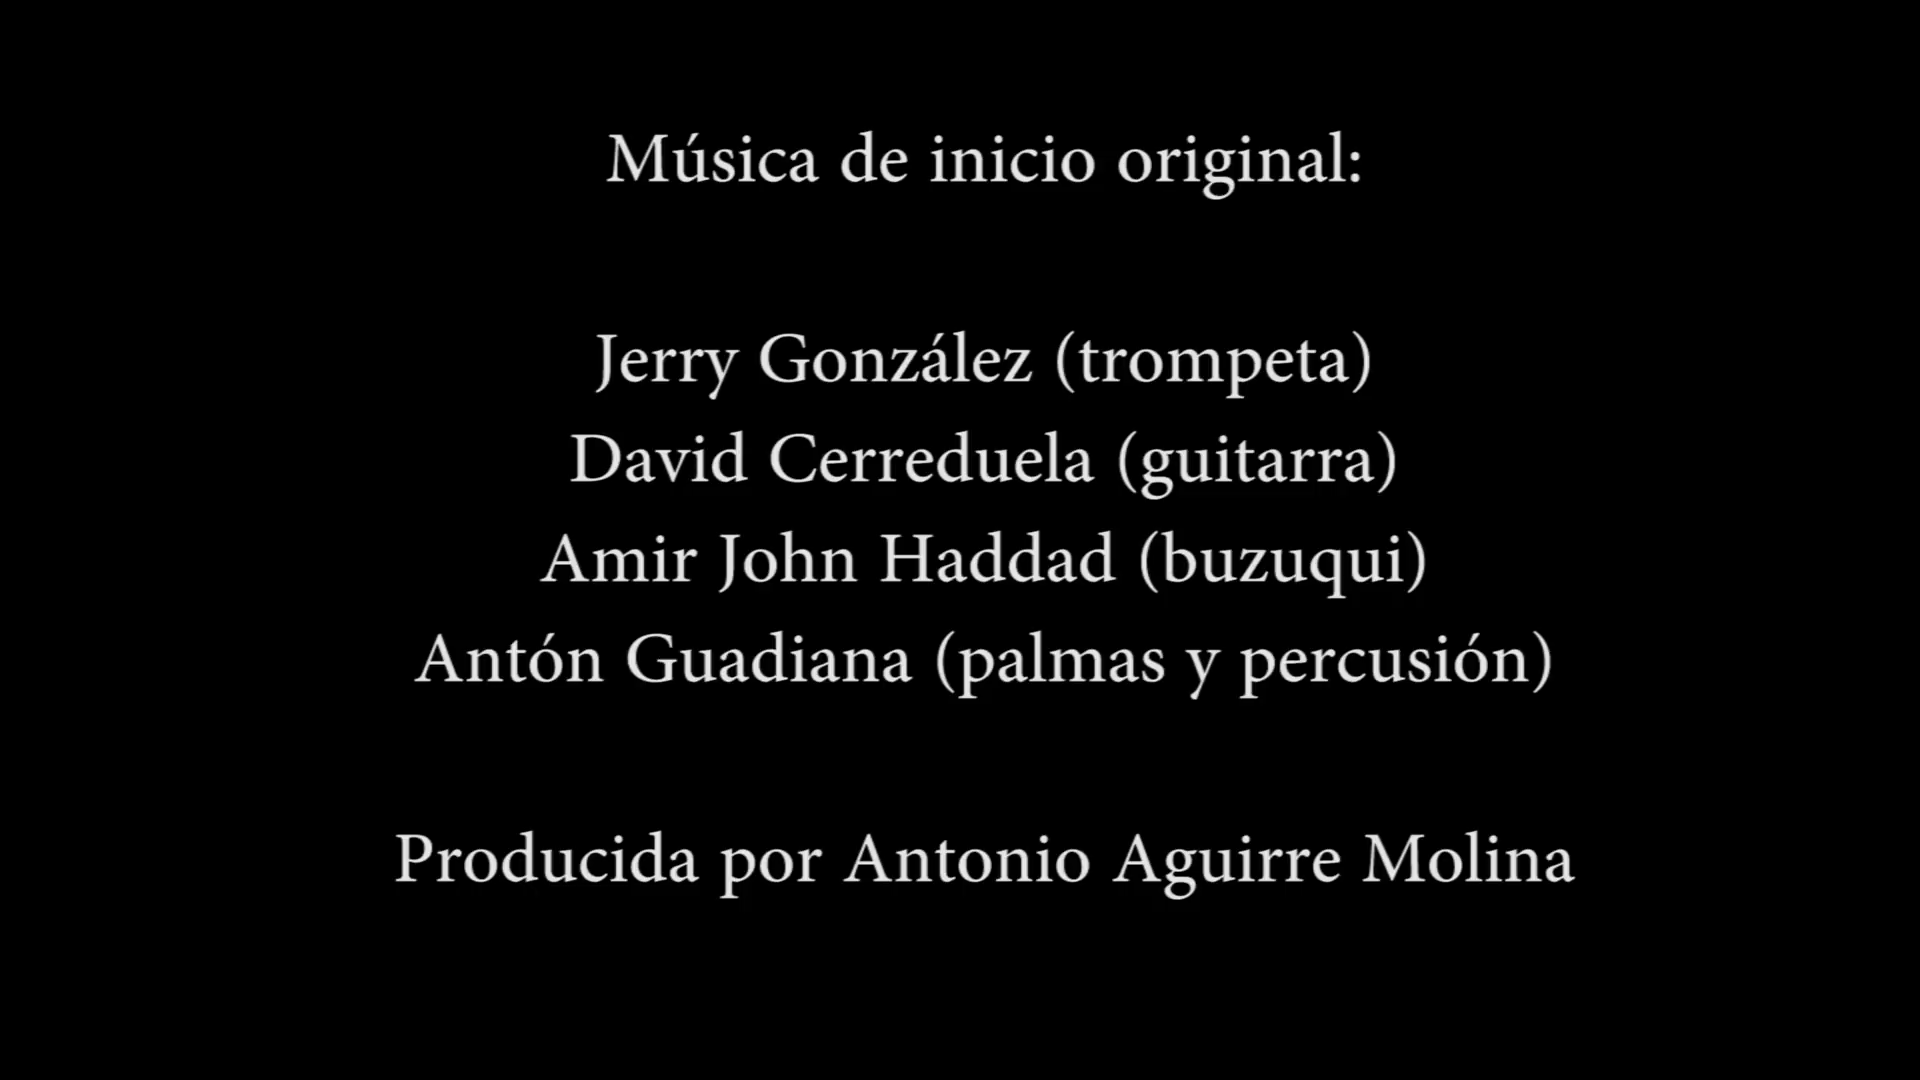 Música de inicio original:
Jerry González (trompeta)
David Cerreduela (guitarra)
Amir John Haddad (buzuqui)
Antón Guadiana (palmas y percusión)
Producida por Antonio Aguirre Molina